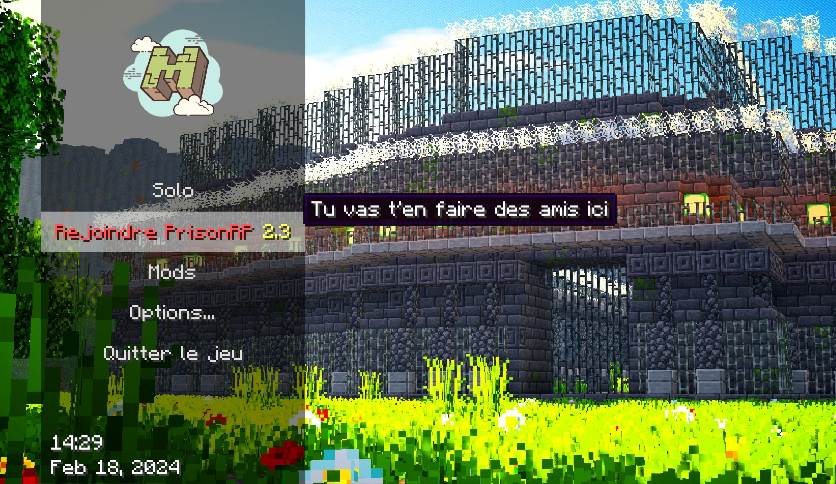 M
Solo
Rejoindre PrisonRP 2.3
Tu vas t'en faire des amis ici
Mods
Options...
Quitter le jeu
14:29
Feb 18, 2024